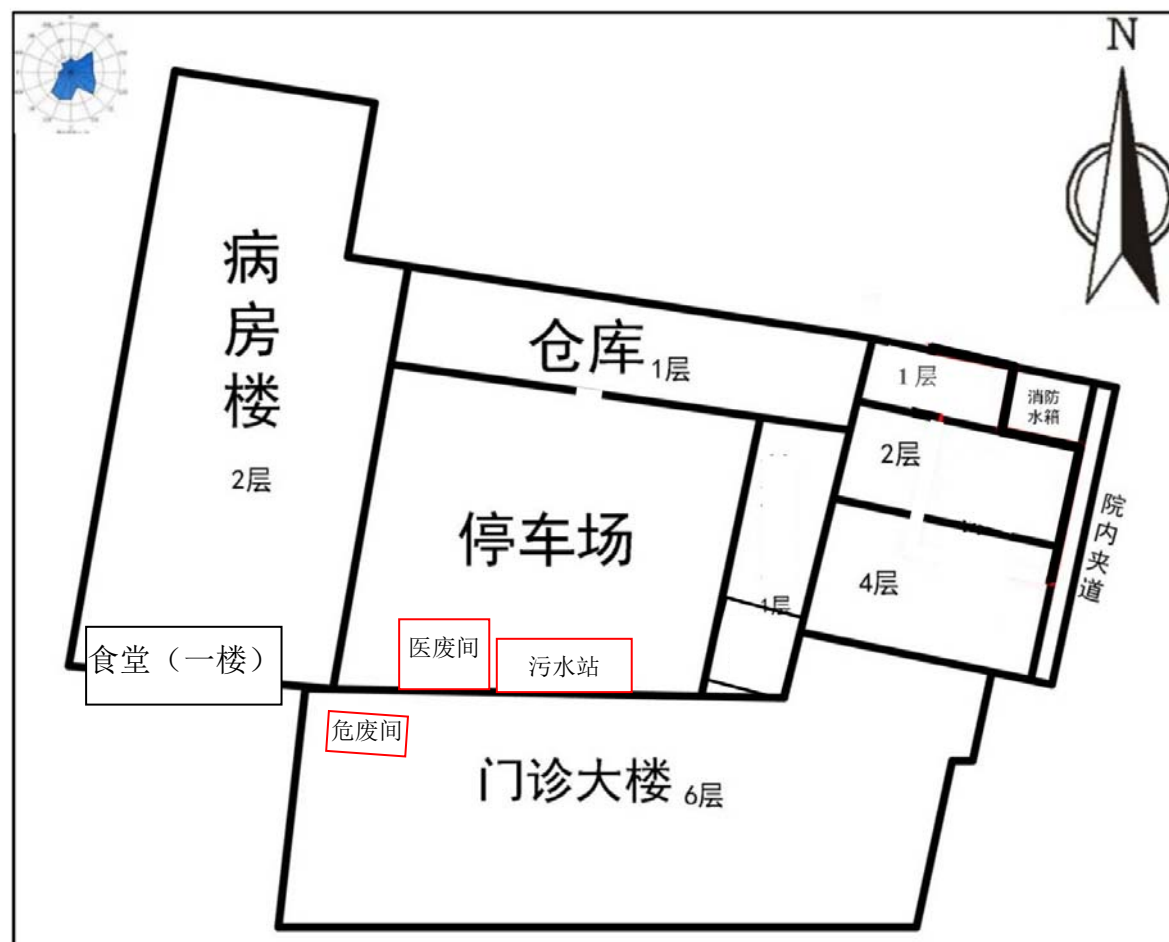 N
病房楼
2层
仓库 1层
1层
消防
水箱
2层
停车场
4层
院内夹道
1层
食堂（一楼）
医废间
污水站
危废间
门诊大楼 6层